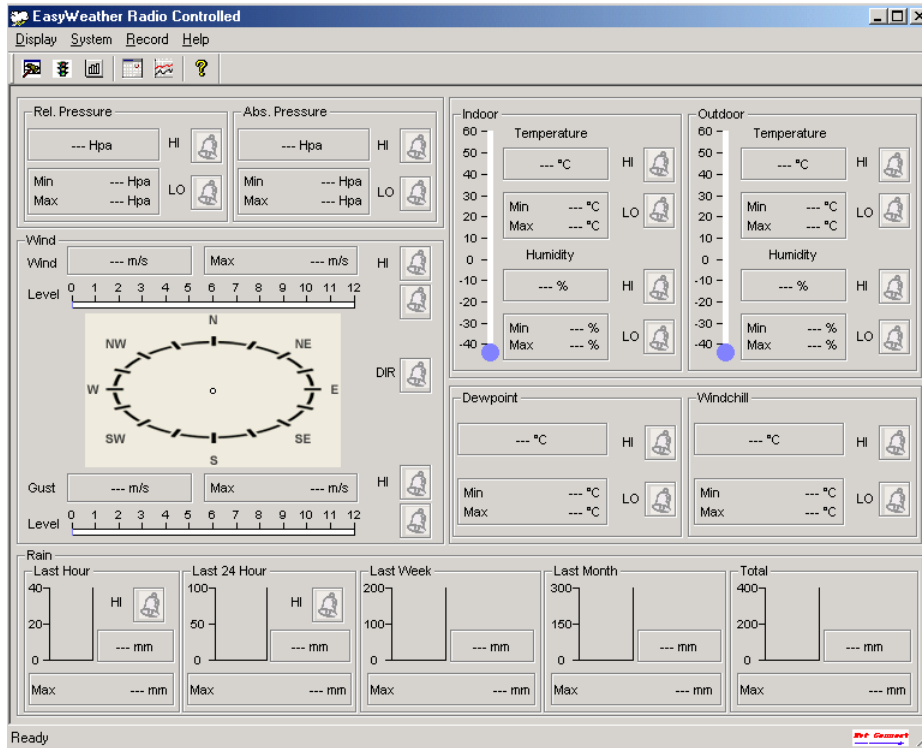 EasyWeather Radio Controlled
Display System Record Help
Rel. Pressure
--- Hpa
HI
Min --- Hpa
Max --- Hpa
LO
Abs. Pressure
--- Hpa
HI
Min --- Hpa
Max --- Hpa
LO
Wind
Wind --- m/s Max --- m/s HI
Level 0 1 2 3 4 5 6 7 8 9 10 11 12
N
NW NE
W E
SW SE
S
DIR
Gust --- m/s Max --- m/s HI
Level 0 1 2 3 4 5 6 7 8 9 10 11 12
Indoor
60
50
40
30
20
10
0
-10
-20
-30
-40
Temperature
--- °C
HI
Min --- °C
Max --- °C
LO
Humidity
--- %
HI
Min --- %
Max --- %
LO
Outdoor
60
50
40
30
20
10
0
-10
-20
-30
-40
Temperature
--- °C
HI
Min --- °C
Max --- °C
LO
Humidity
--- %
HI
Min --- %
Max --- %
LO
Dewpoint
--- °C
HI
Min --- °C
Max --- °C
LO
Windchill
--- °C
HI
Min --- °C
Max --- °C
LO
Rain
Last Hour
40
20
0
HI
--- mm
Max --- mm
Last 24 Hour
100
50
0
HI
--- mm
Max --- mm
Last Week
200
100
0
--- mm
Max --- mm
Last Month
300
150
0
--- mm
Max --- mm
Total
400
200
0
--- mm
Max --- mm
Ready
Not Connect